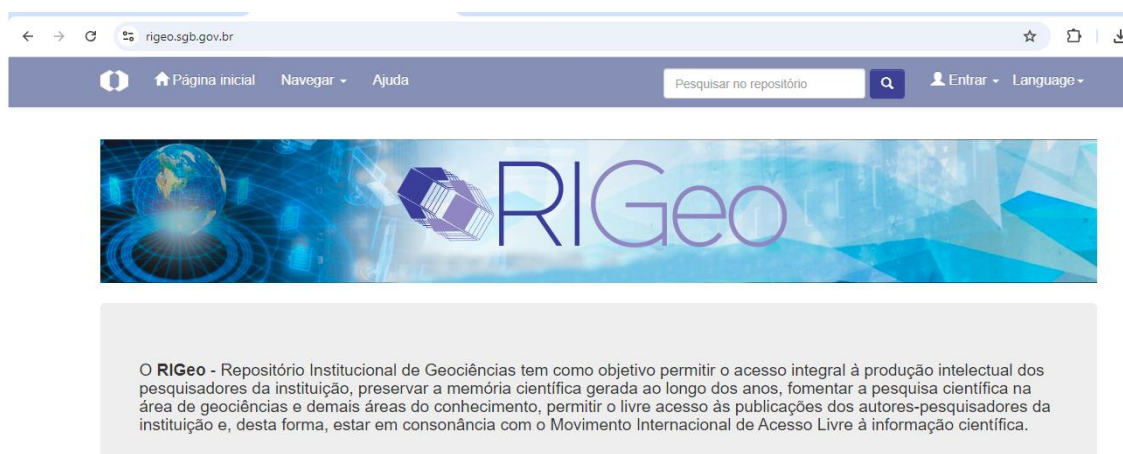 rigeo.sgb.gov.br
Página inicial Navegar Ajuda Pesquisar no repositório Entrar Language
RIGeo
O RIGeo - Repositório Institucional de Geociências tem como objetivo permitir o acesso integral à produção intelectual dos
pesquisadores da instituição, preservar a memória científica gerada ao longo dos anos, fomentar a pesquisa científica na
área de geociências e demais áreas do conhecimento, permitir o livre acesso às publicações dos autores-pesquisadores da
instituição e, desta forma, estar em consonância com o Movimento Internacional de Acesso Livre à informação científica.